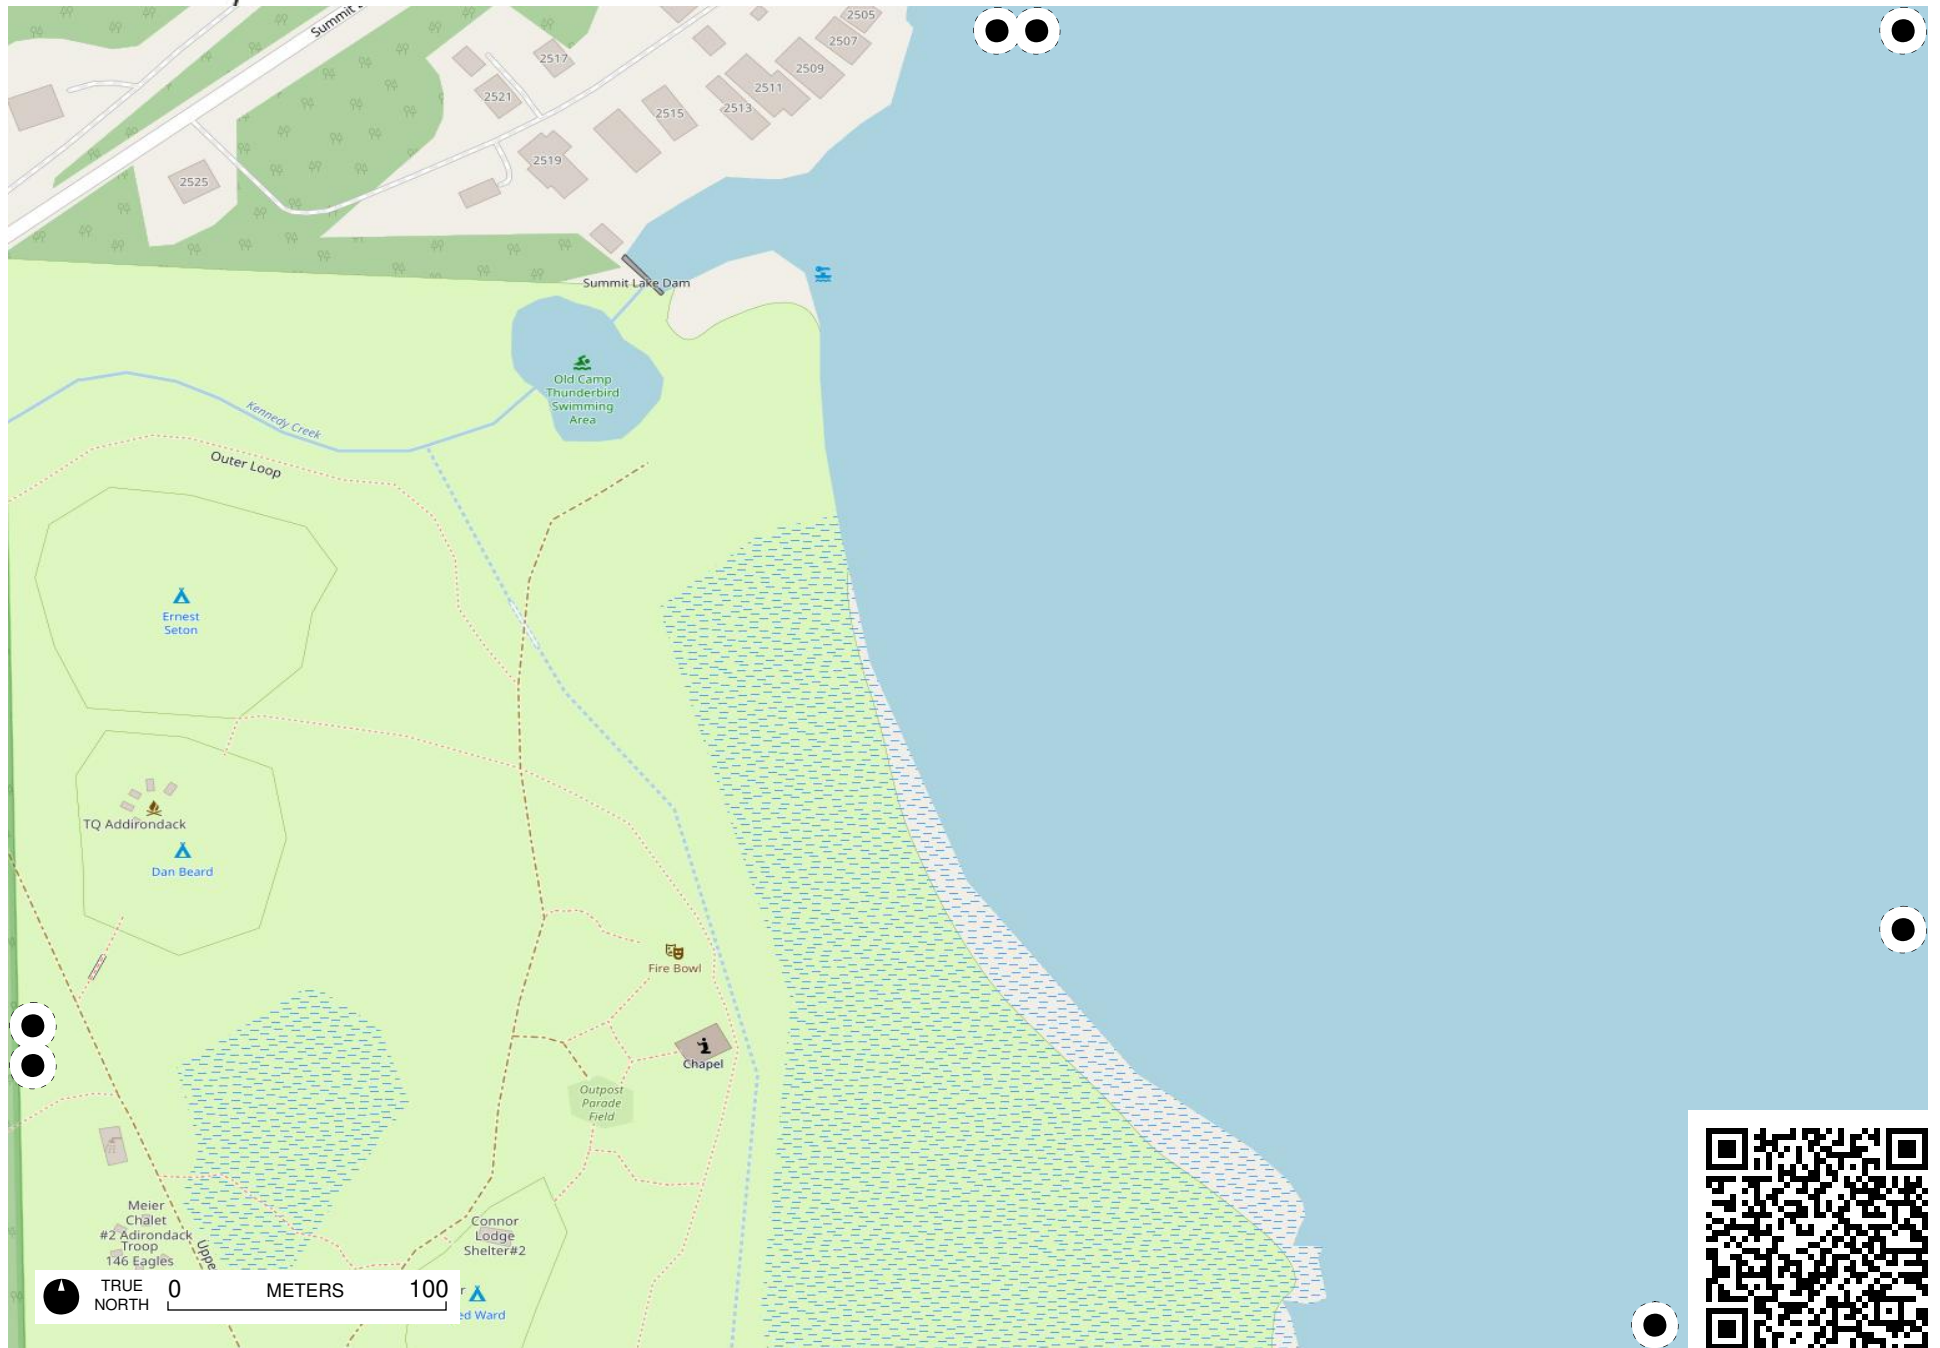 Summit
2505
2507
2517
2509
2511
2521
2513
2515
2519
2525
Summit Lake Dam
Old Camp
Thunderbird
Swimming
Area
Kennedy Creek
Outer Loop
Ernest
Seton
TQ Addirondack
Dan Beard
Fire Bowl
Chapel
Outpost
Parade
Field
Meier
Chalet
#2 Adirondack
Troop
146 Eagles
Uppe
Connor
Lodge
Shelter#2
r
ed Ward
TRUE
NORTH
0 METERS 100